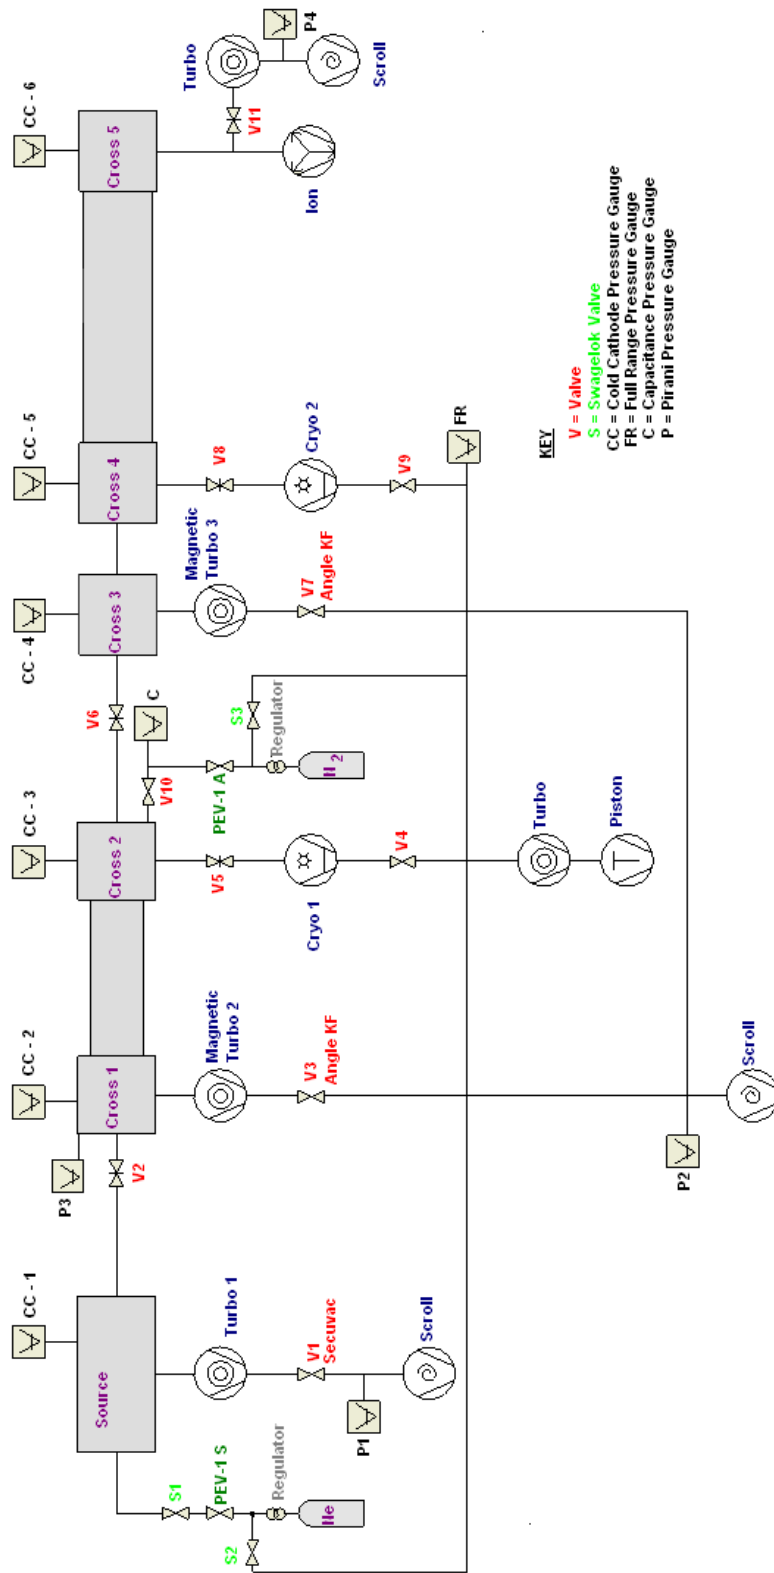 CC - 1
CC - 2
CC - 3
CC - 4
CC - 5
CC - 6
P3
Source
Cross 1
Cross 2
Cross 3
Cross 4
Cross 5
V2
V6
V10
C
V11
Turbo
P4
Scroll
Ion
S1
PEV-1 S
S2
Regulator
He
Turbo 1
V1
Secuvac
P1
Scroll
Magnetic
Turbo 2
V3
Angle KF
V5
Cryo 1
V4
PEV-1 A
S3
Regulator
H 2
Magnetic
Turbo 3
V7
Angle KF
V8
Cryo 2
V9
FR
Turbo
Piston
P2
Scroll
KEY
V = Valve
S = Swagelok Valve
CC = Cold Cathode Pressure Gauge
FR = Full Range Pressure Gauge
C = Capacitance Pressure Gauge
P = Pirani Pressure Gauge